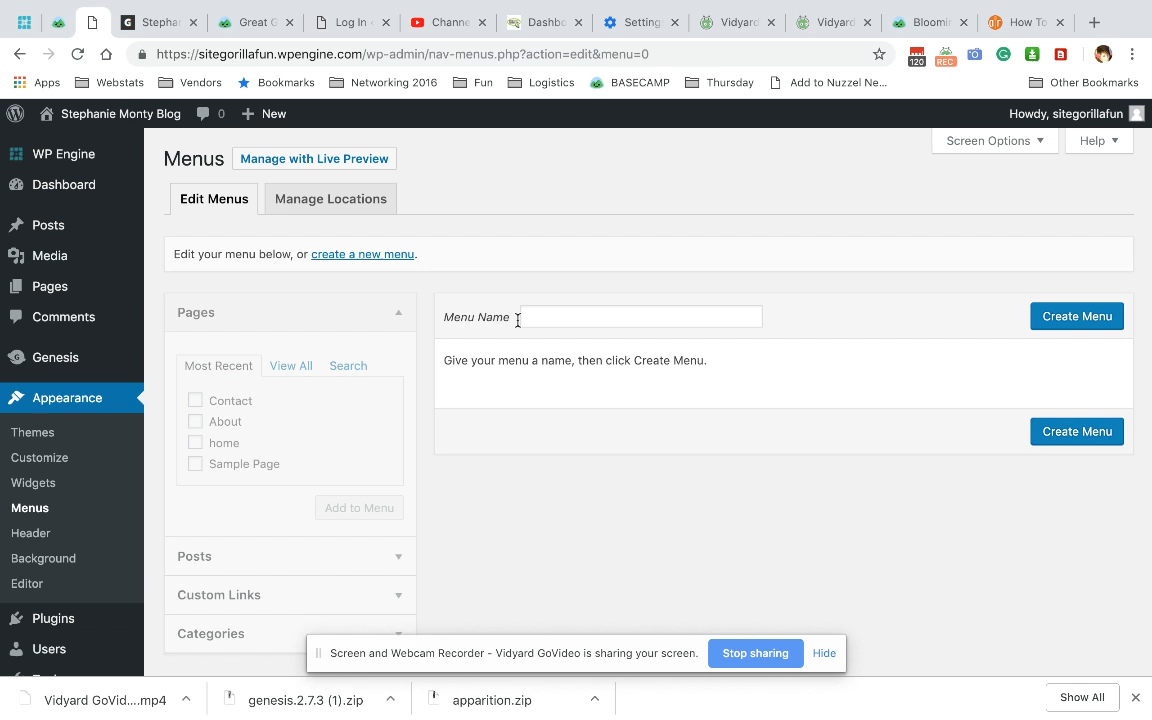 Stephan
Great G
Log In
Channe
Dashbo
Setting
Vidyard
Vidyard
Bloomin
How To
https://sitegorillafun.wpengine.com/wp-admin/nav-menus.php?action=edit&menu=0
120
REC
Apps Webstats Vendors Bookmarks Networking 2016 Fun Logistics BASECAMP Thursday Add to Nuzzel Ne... Other Bookmarks
Stephanie Monty Blog 0 New Howdy, sitegorillafun
Screen Options Help
WP Engine
Dashboard
Posts
Media
Pages
Comments
Genesis
Appearance
Themes
Customize
Widgets
Menus
Header
Background
Editor
Plugins
Users
Menus Manage with Live Preview
Edit Menus Manage Locations
Edit your menu below, or create a new menu.
Pages
Most Recent View All Search
Contact
About
home
Sample Page
Add to Menu
Posts
Custom Links
Categories
Menu Name Create Menu
Give your menu a name, then click Create Menu.
Create Menu
Screen and Webcam Recorder - Vidyard GoVideo is sharing your screen. Stop sharing Hide
Vidyard GoVid....mp4 genesis.2.7.3 (1).zip apparition.zip Show All